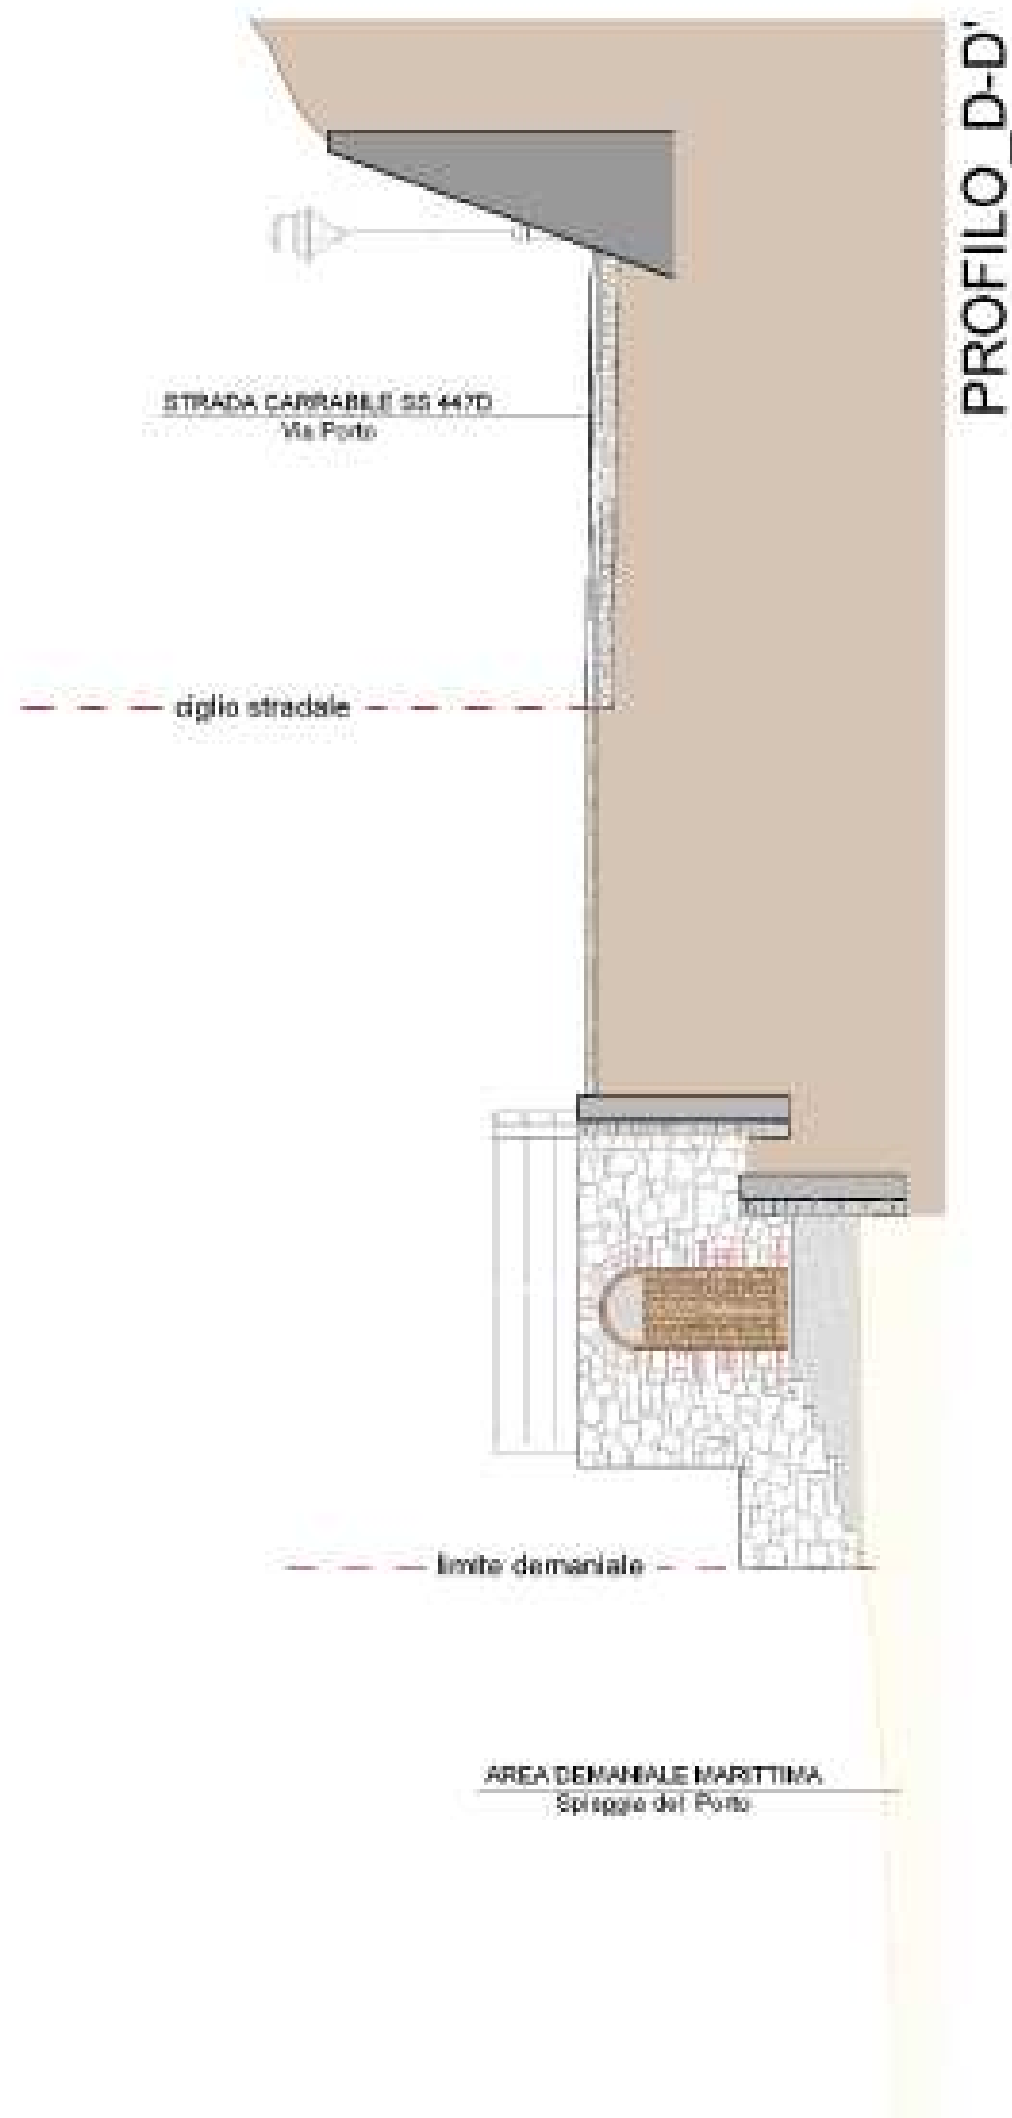 PROFILO_D-D'
STRADA CARRABILE SS 447D
Via Porto
ciglio stradale
limite demaniale
AREA DEMANIALE MARITTIMA
Spiaggia del Porto